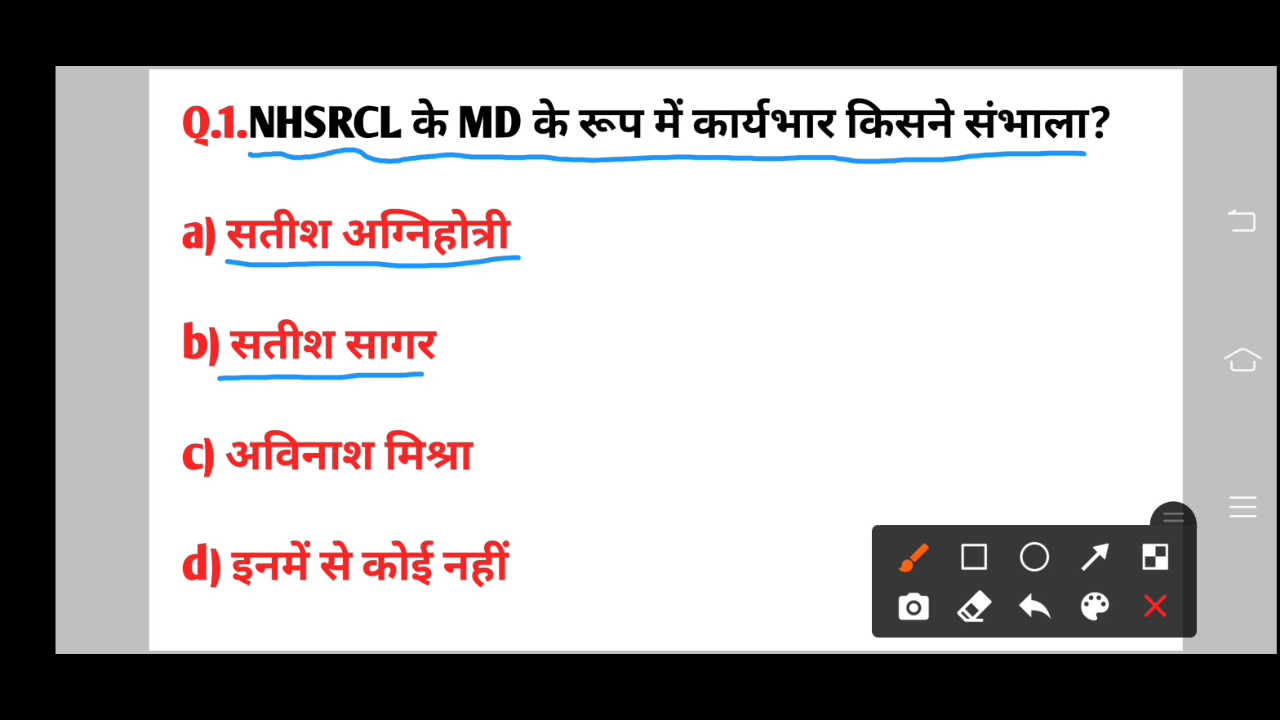 Q.1.NHSRCL के MD के रूप में कार्यभार किसने संभाला?
a) सतीश अग्निहोत्री
b) सतीश सागर
c) अविनाश मिश्रा
d) इनमें से कोई नहीं